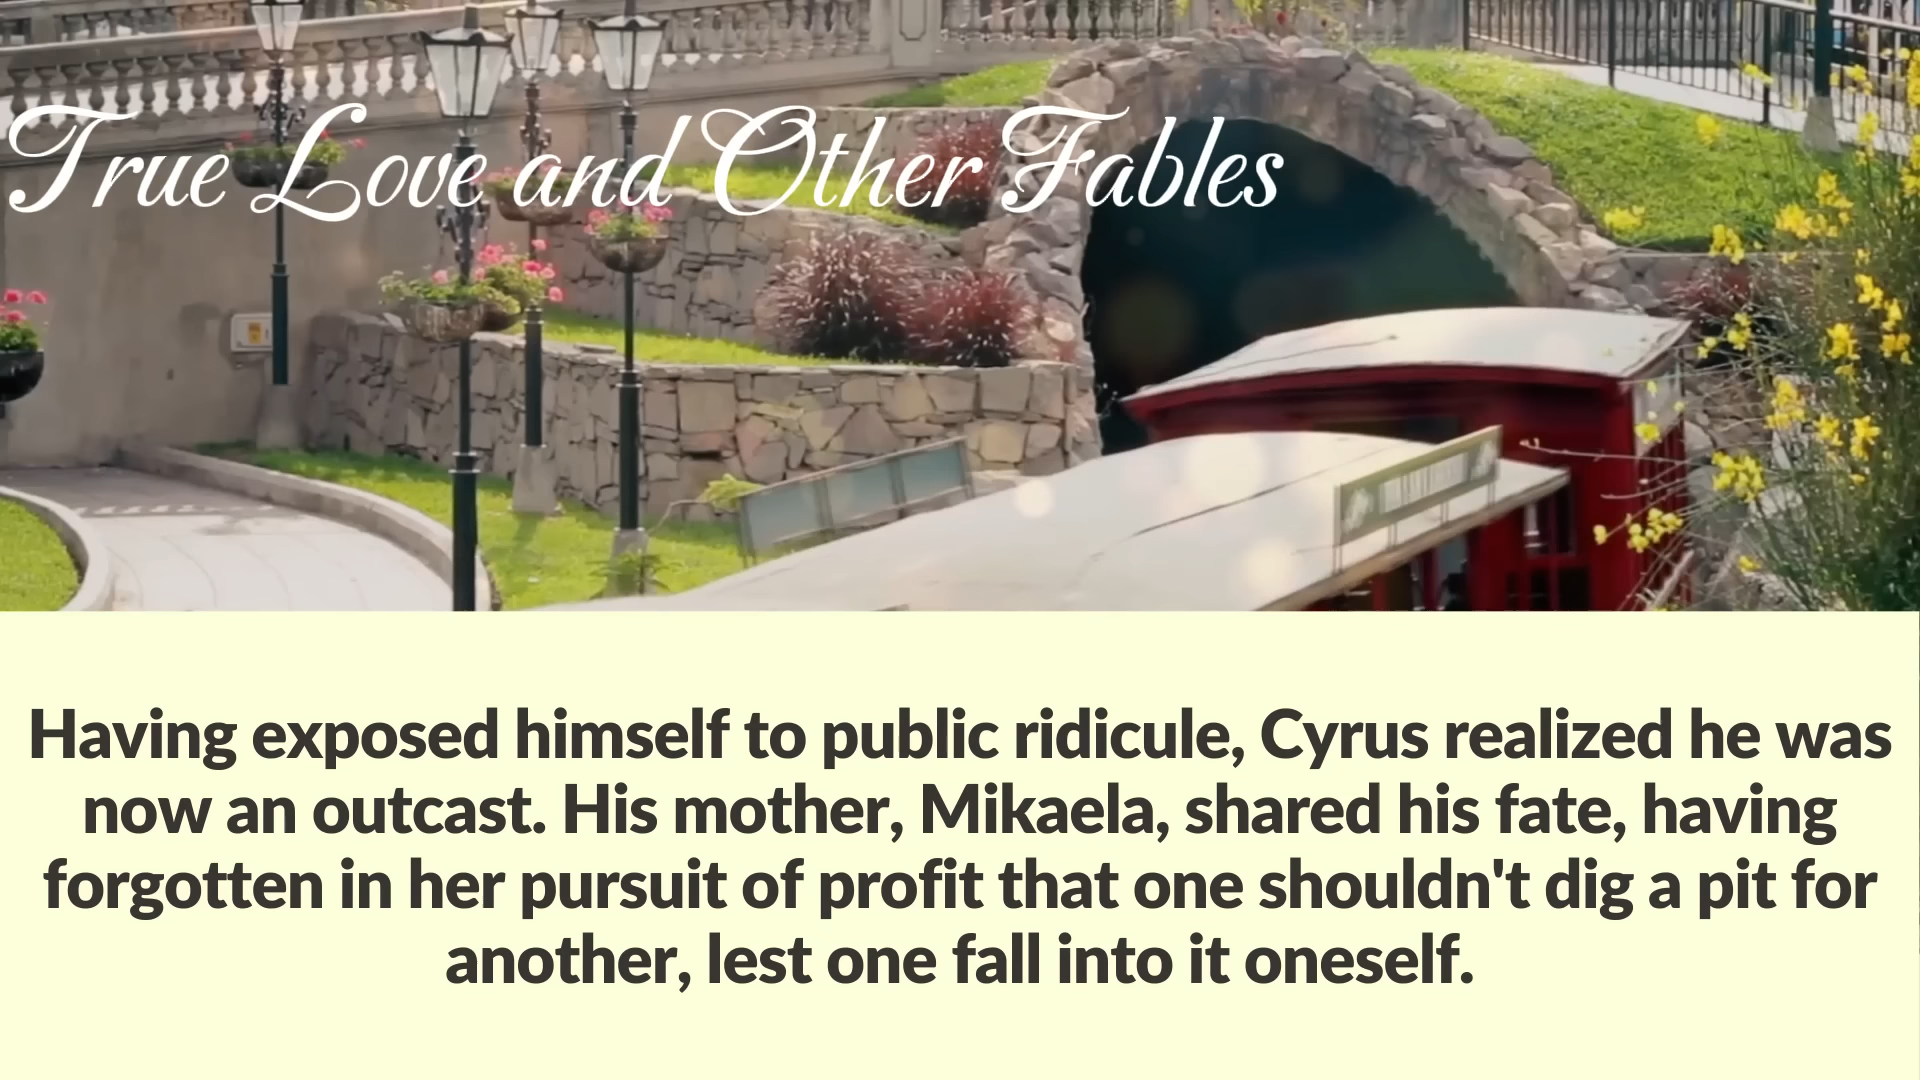 True Love and Other Fables
Having exposed himself to public ridicule, Cyrus realized he was
now an outcast. His mother, Mikaela, shared his fate, having
forgotten in her pursuit of profit that one shouldn't dig a pit for
another, lest one fall into it oneself.